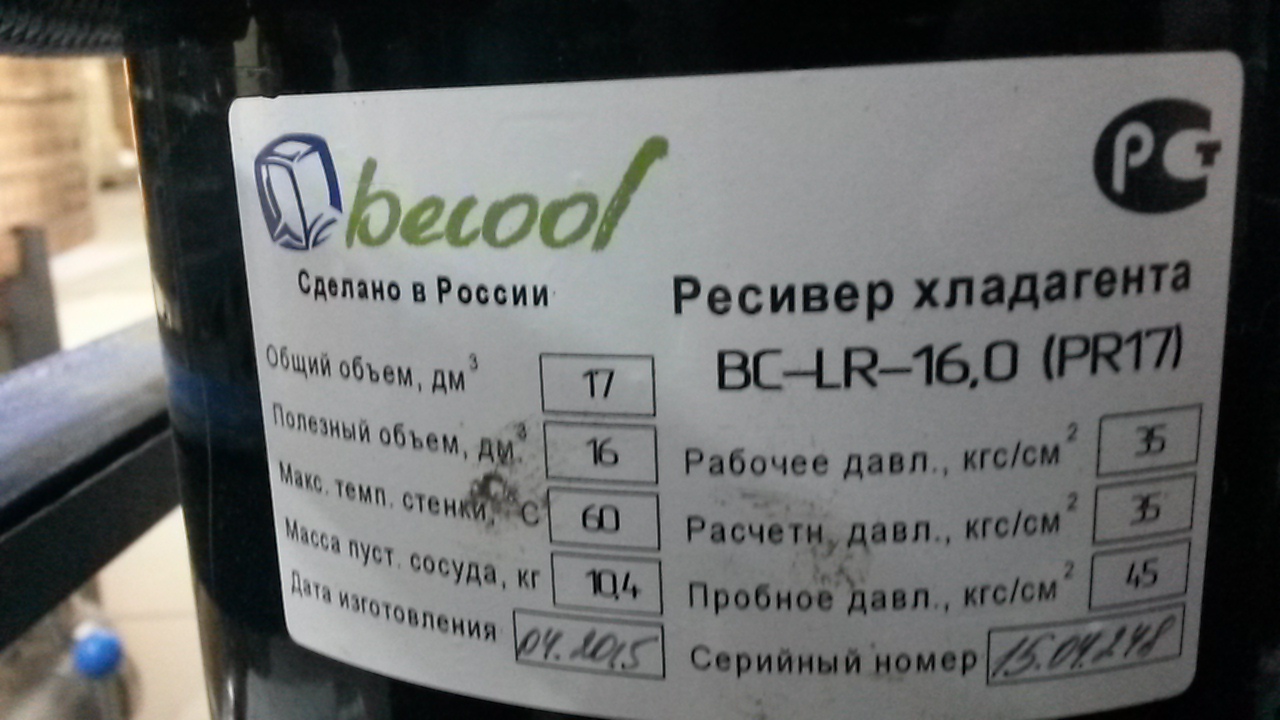 becool
РСТ
Сделано в России
Ресивер хладагента
BC-LR-16,0 (PR17)
Общий объем, дм³ 17
Полезный объем, дм³ 16
Макс. темп. стенки, °С 60
Масса пуст. сосуда, кг 10,4
Дата изготовления 04.2015
Рабочее давл., кгс/см² 35
Расчетн. давл., кгс/см² 35
Пробное давл., кгс/см² 45
Серийный номер 15.04.248